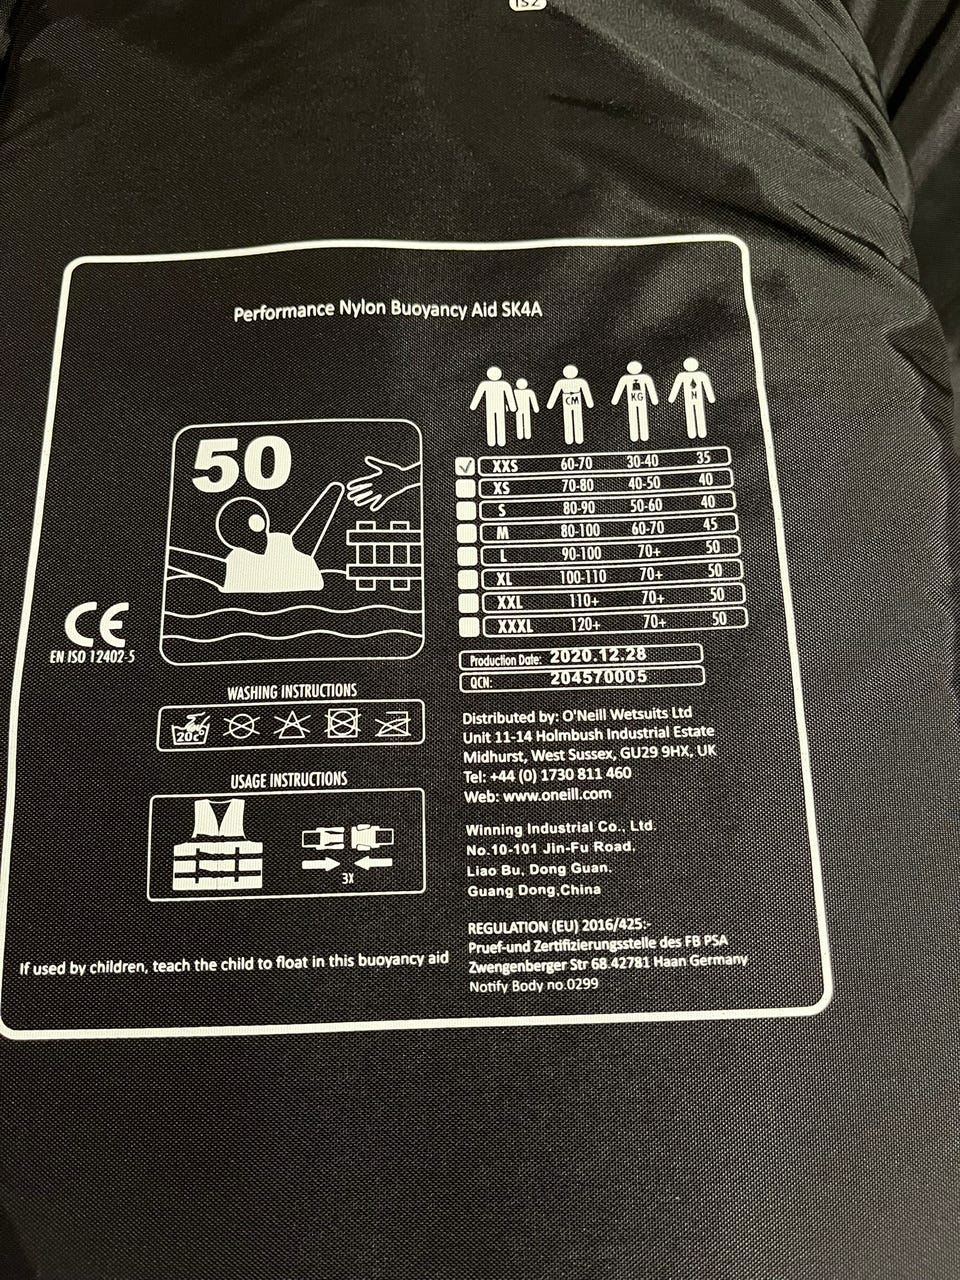 Performance Nylon Buoyancy Aid SK4A
50
CM KG N
XXS 60-70 30-40 35
XS 70-80 40-50 40
S 80-90 50-60 40
M 80-100 60-70 45
L 90-100 70+ 50
XL 100-110 70+ 50
XXL 110+ 70+ 50
XXXL 120+ 70+ 50
CE
EN ISO 12402-5
Production Date: 2020.12.28
QCN: 204570005
WASHING INSTRUCTIONS
20c°
USAGE INSTRUCTIONS
3X
If used by children, teach the child to float in this buoyancy aid
Distributed by: O'Neill Wetsuits Ltd
Unit 11-14 Holmbush Industrial Estate
Midhurst, West Sussex, GU29 9HX, UK
Tel: +44 (0) 1730 811 460
Web: www.oneill.com
Winning Industrial Co., Ltd.
No.10-101 Jin-Fu Road,
Liao Bu, Dong Guan.
Guang Dong,China
REGULATION (EU) 2016/425:-
Pruef-und Zertifizierungsstelle des FB PSA
Zwengenberger Str 68.42781 Haan Germany
Notify Body no.0299